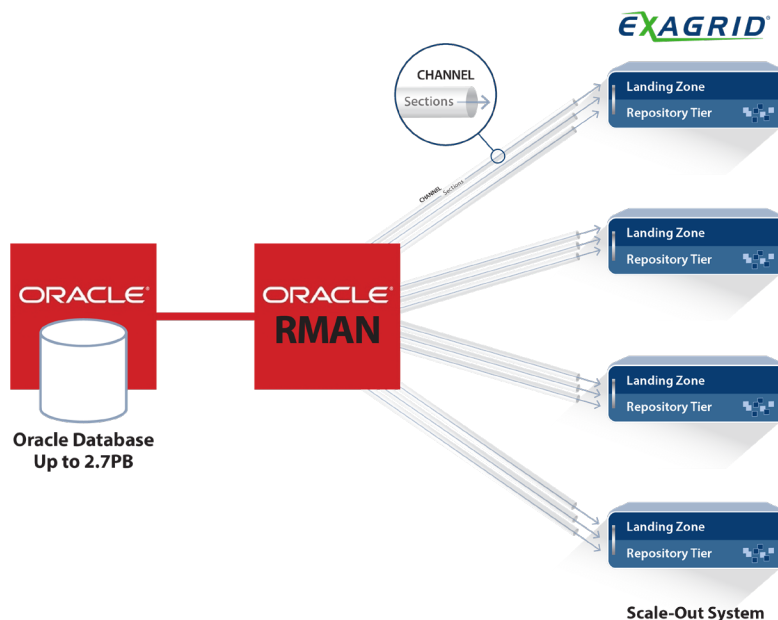 EXAGRID®
CHANNEL
Sections
Landing Zone
Repository Tier
CHANNEL Sections
Landing Zone
Repository Tier
ORACLE®
ORACLE®
RMAN
Landing Zone
Repository Tier
Oracle Database
Up to 2.7PB
Landing Zone
Repository Tier
Scale-Out System